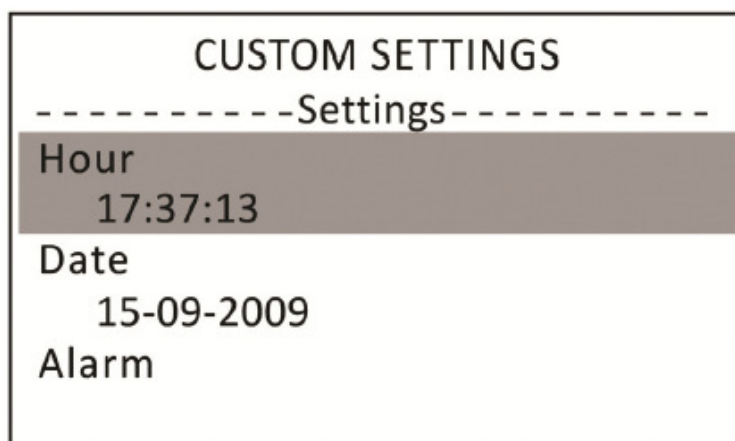 CUSTOM SETTINGS
- - - - - - - - - -Settings- - - - - - - - - -
Hour
17:37:13
Date
15-09-2009
Alarm